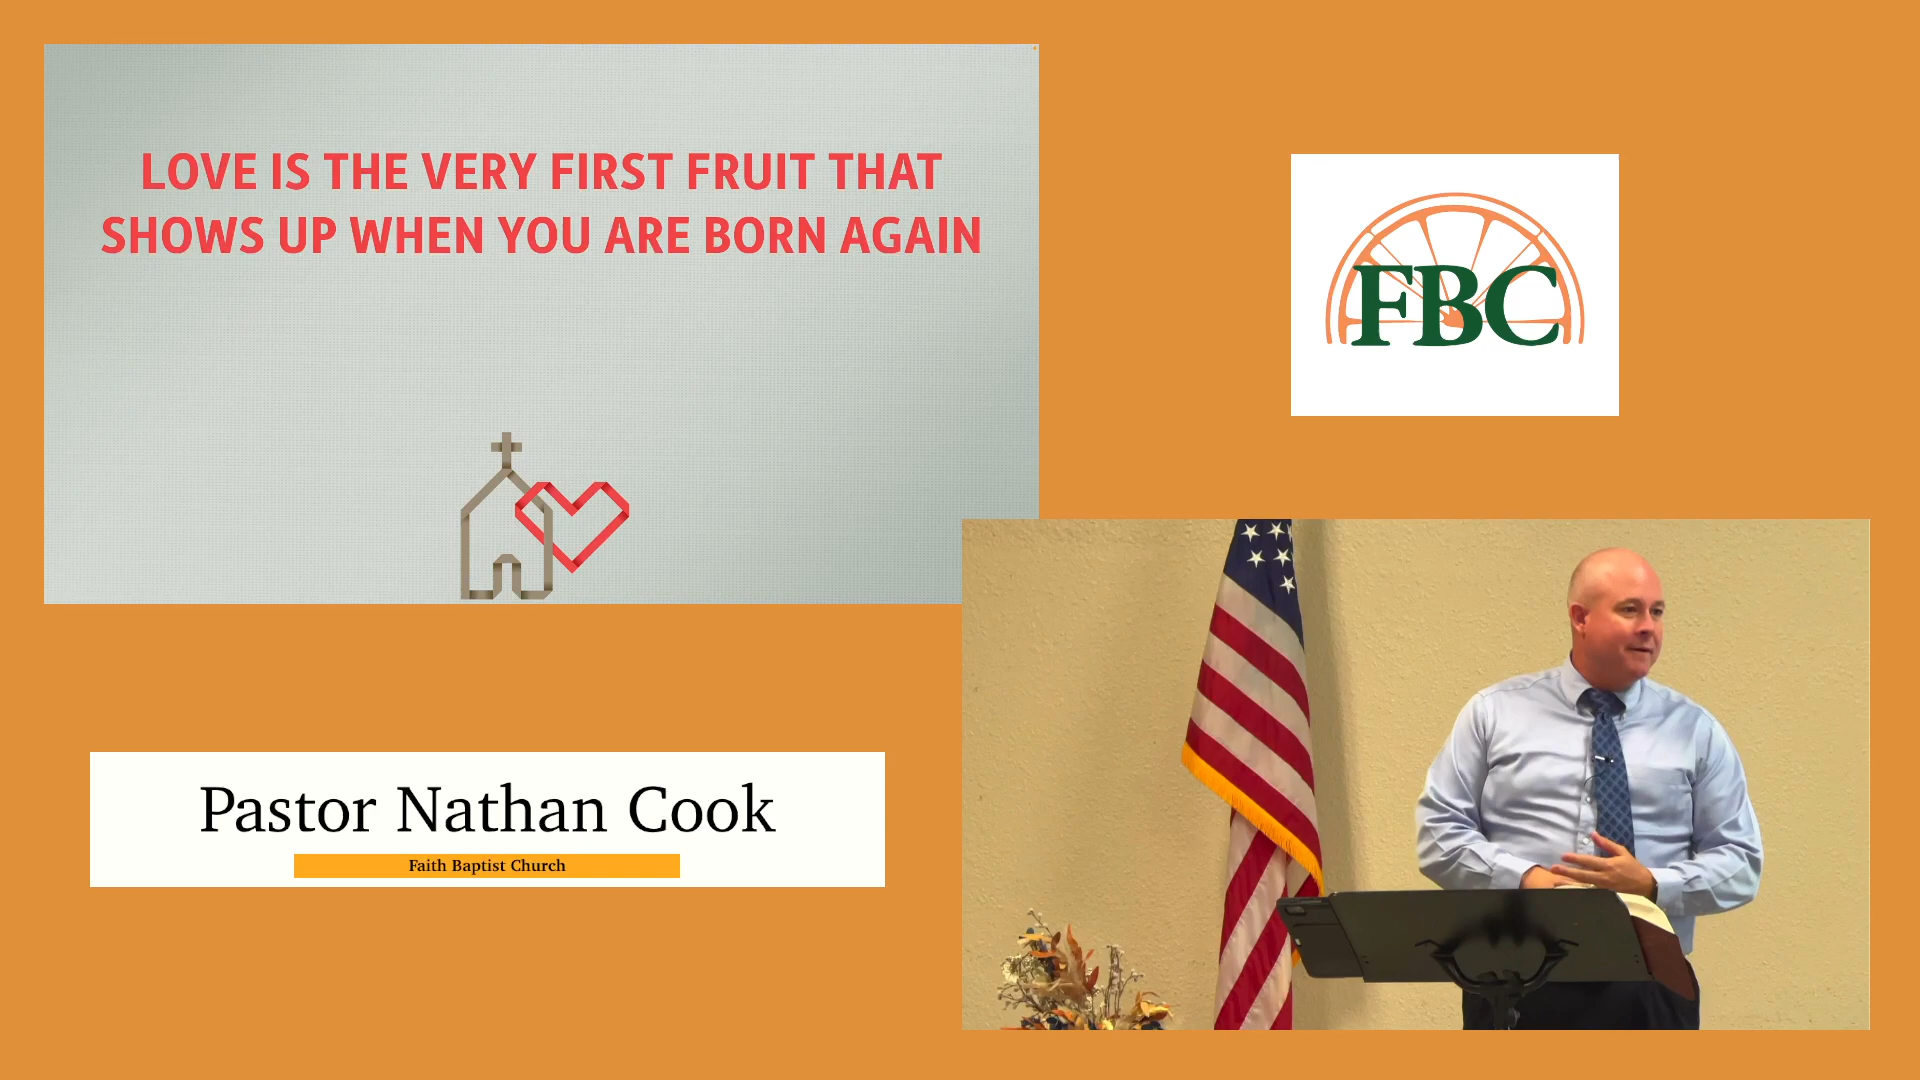 LOVE IS THE VERY FIRST FRUIT THAT
SHOWS UP WHEN YOU ARE BORN AGAIN
FBC
Pastor Nathan Cook
Faith Baptist Church